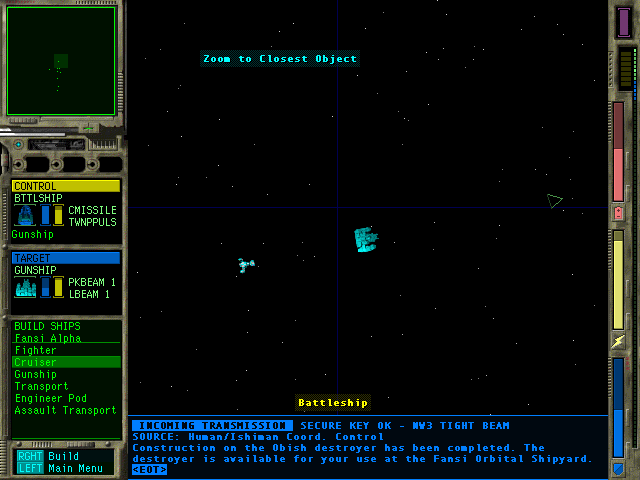 Zoom to Closest Object
CONTROL
BTTLSHIP
CMISSILE
TWNPPULS
Gunship
TARGET
GUNSHIP
PKBEAM 1
LBEAM 1
BUILD SHIPS
Fansi Alpha
Fighter
Cruiser
Gunship
Transport
Engineer Pod
Assault Transport
RGHT Build
LEFT Main Menu
Battleship
INCOMING TRANSMISSION SECURE KEY OK - NW3 TIGHT BEAM
SOURCE: Human/Ishiman Coord. Control
Construction on the Obish destroyer has been completed. The
destroyer is available for your use at the Fansi Orbital Shipyard.
<EOT>